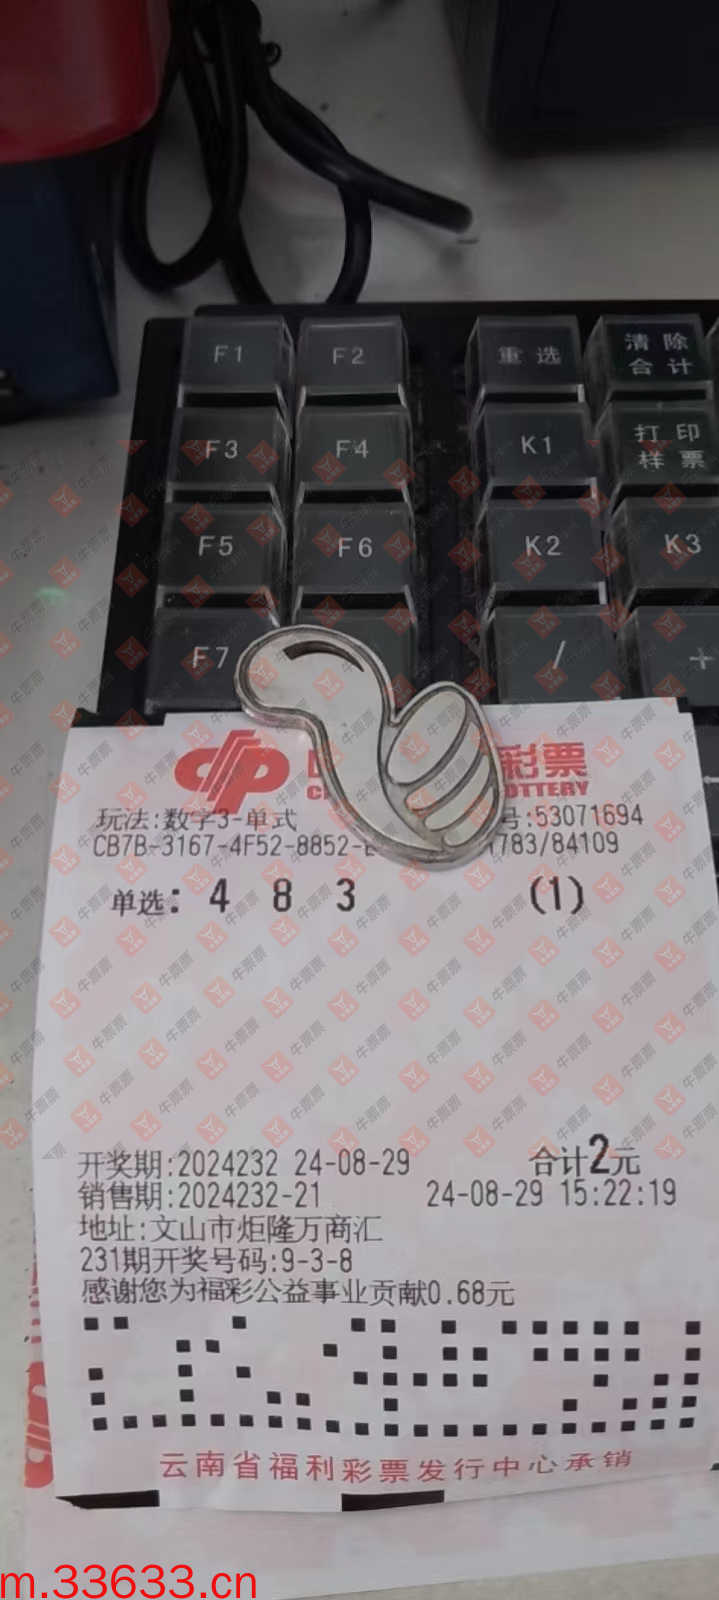 F1 F2 重选 清除合计
F3 F4 K1 打印样票
F5 F6 K2 K3
F7 / +
彩票
玩法:数字3-单式 号:53071694
CB7B-3167-4F52-8852- 1783/84109
单选: 4 8 3 (1)
开奖期:2024232 24-08-29 合计2元
销售期:2024232-21 24-08-29 15:22:19
地址:文山市炬隆万商汇
231期开奖号码:9-3-8
感谢您为福彩公益事业贡献0.68元
云南省福利彩票发行中心承销
m.33633.cn
牛票票